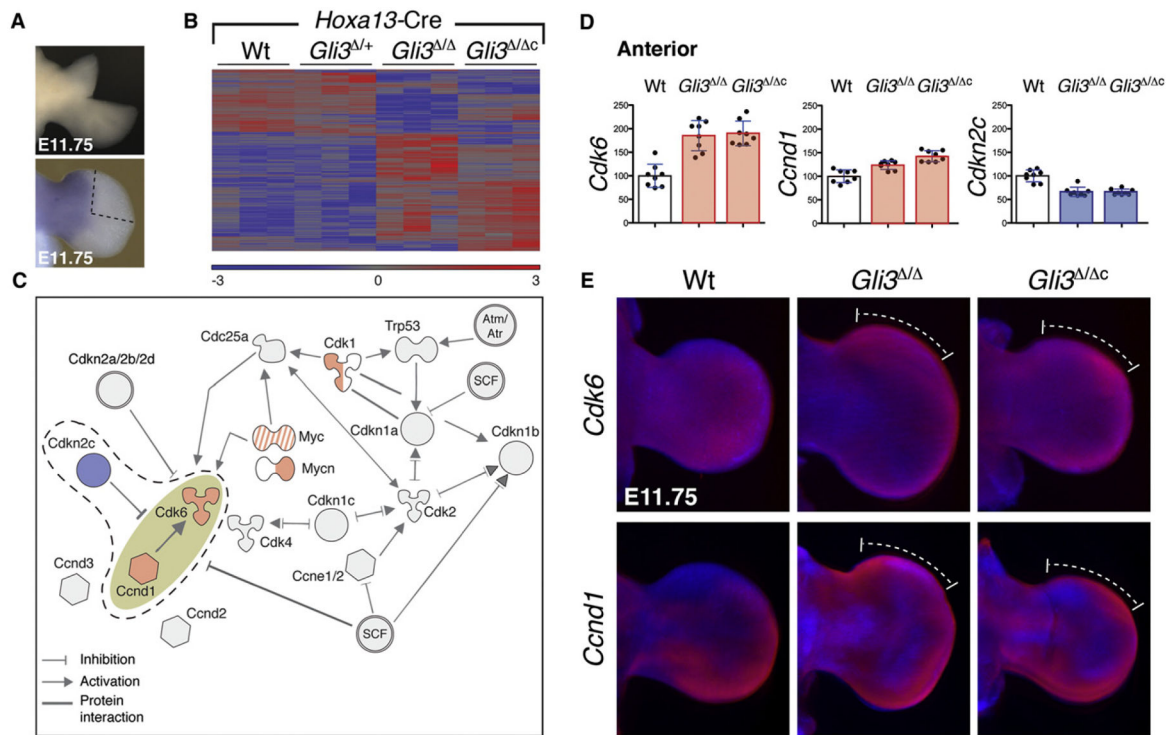 A
E11.75
E11.75
B
Hoxa13-Cre
Wt Gli3Δ/+ Gli3Δ/Δ Gli3Δ/Δc
-3 0 3
C
Cdkn2a/2b/2d
Cdkn2c
Cdc25a
Cdk1
Trp53
Atm/
Atr
SCF
Cdkn1a
Cdkn1b
Myc
Mycn
Cdk6
Cdk4
Cdkn1c
Cdk2
Ccnd3
Ccnd1
Ccnd2
Ccne1/2
SCF
Inhibition
Activation
Protein
interaction
D
Anterior
Wt Gli3Δ/Δ Gli3Δ/Δc
Cdk6
250
200
150
100
50
0
Wt Gli3Δ/Δ Gli3Δ/Δc
Ccnd1
250
200
150
100
50
0
Wt Gli3Δ/Δ Gli3Δ/Δc
Cdkn2c
250
200
150
100
50
0
E
Wt Gli3Δ/Δ Gli3Δ/Δc
Cdk6
E11.75
Ccnd1